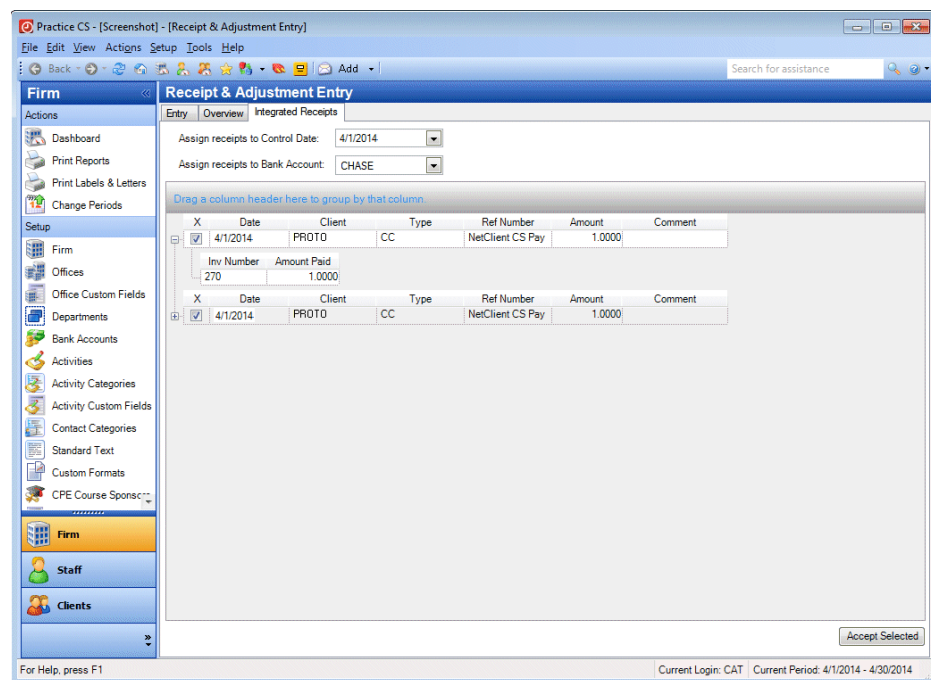 Practice CS - [Screenshot] - [Receipt & Adjustment Entry]
File Edit View Actions Setup Tools Help
Back Add Search for assistance
Firm
Receipt & Adjustment Entry
Actions
Entry Overview Integrated Receipts
Dashboard
Assign receipts to Control Date: 4/1/2014
Print Reports
Assign receipts to Bank Account: CHASE
Print Labels & Letters
Change Periods
Drag a column header here to group by that column.
Setup
X Date Client Type Ref Number Amount Comment
4/1/2014 PROTO CC NetClient CS Pay 1.0000
Firm
Inv Number Amount Paid
Offices
270 1.0000
Office Custom Fields
X Date Client Type Ref Number Amount Comment
Departments
4/1/2014 PROTO CC NetClient CS Pay 1.0000
Bank Accounts
Activities
Activity Categories
Activity Custom Fields
Contact Categories
Standard Text
Custom Formats
CPE Course
Firm
Staff
Clients
Accept Selected
For Help, press F1 Current Login: CAT Current Period: 4/1/2014 - 4/30/2014